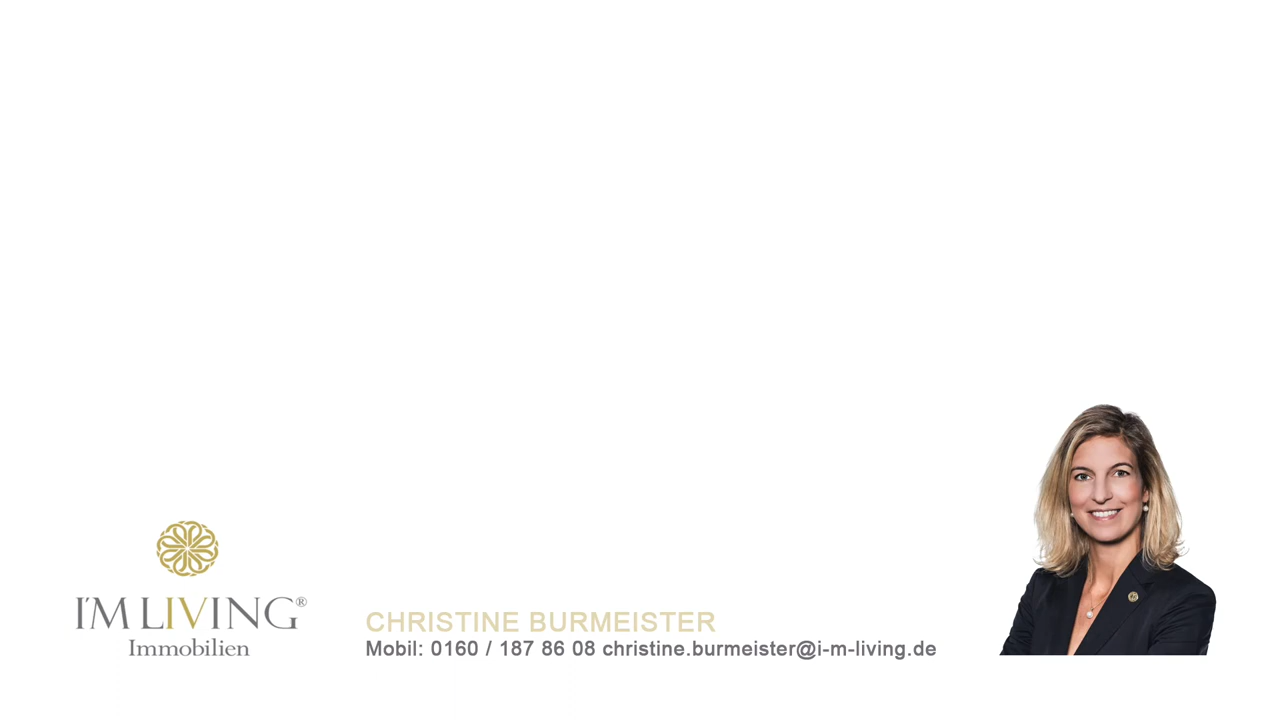 I'M LIVING®
Immobilien
CHRISTINE BURMEISTER
Mobil: 0160 / 187 86 08 christine.burmeister@i-m-living.de